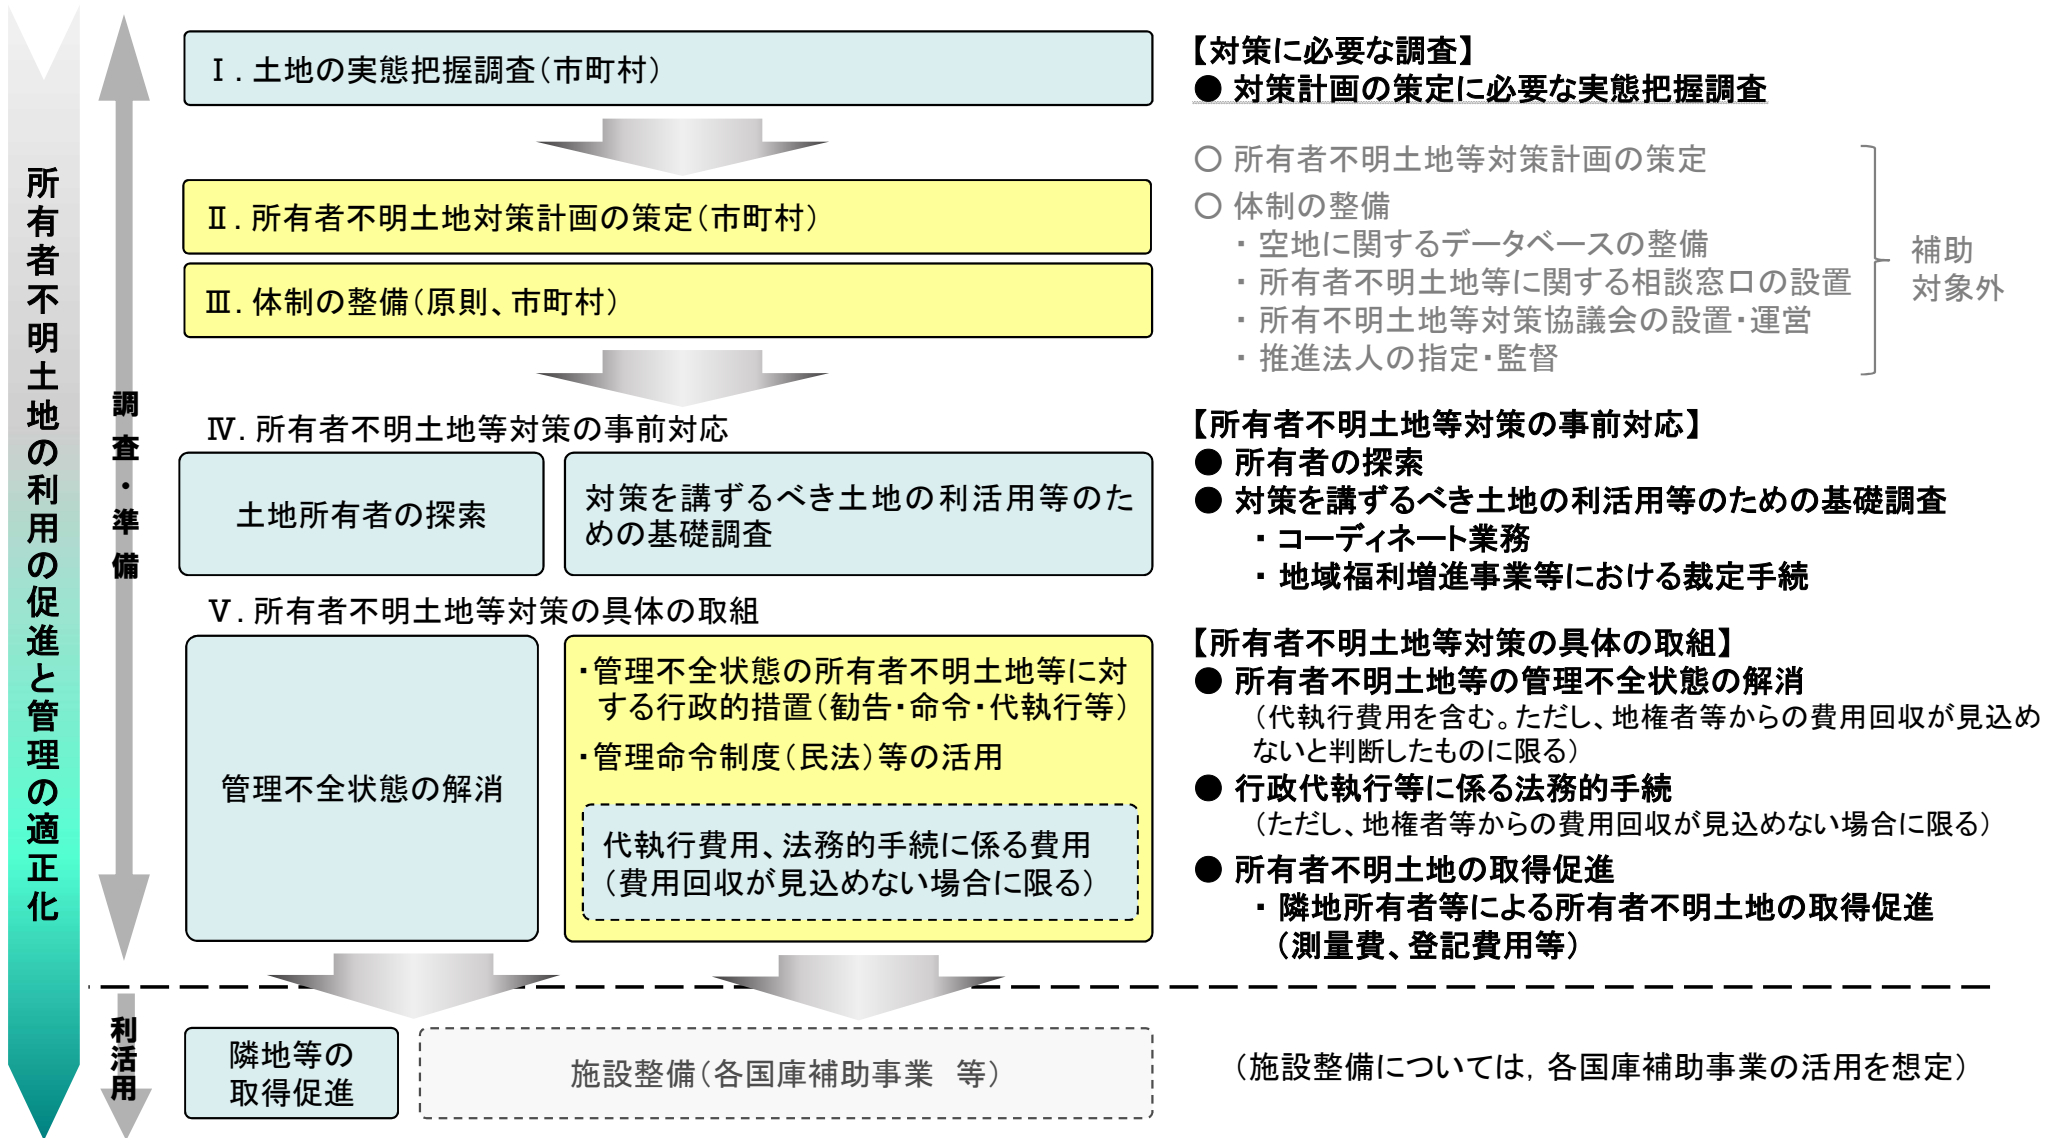 所有者不明土地の利用の促進と管理の適正化
調査・準備
Ⅰ．土地の実態把握調査（市町村）
Ⅱ．所有者不明土地対策計画の策定（市町村）
Ⅲ．体制の整備（原則、市町村）
Ⅳ．所有者不明土地等対策の事前対応
土地所有者の探索
対策を講ずるべき土地の利活用等のた
めの基礎調査
Ⅴ．所有者不明土地等対策の具体の取組
管理不全状態の解消
・管理不全状態の所有者不明土地等に対
する行政的措置（勧告・命令・代執行等）
・管理命令制度（民法）等の活用
代執行費用、法務的手続に係る費用
（費用回収が見込めない場合に限る）
利活用
隣地等の
取得促進
施設整備（各国庫補助事業　等）
【対策に必要な調査】
● 対策計画の策定に必要な実態把握調査
○ 所有者不明土地等対策計画の策定
○ 体制の整備
・ 空地に関するデータベースの整備
・ 所有者不明土地等に関する相談窓口の設置
・ 所有不明土地等対策協議会の設置・運営
・ 推進法人の指定・監督
補助
対象外
【所有者不明土地等対策の事前対応】
● 所有者の探索
● 対策を講ずるべき土地の利活用等のための基礎調査
・ コーディネート業務
・ 地域福利増進事業等における裁定手続
【所有者不明土地等対策の具体の取組】
● 所有者不明土地等の管理不全状態の解消
（代執行費用を含む。ただし、地権者等からの費用回収が見込め
ないと判断したものに限る）
● 行政代執行等に係る法務的手続
（ただし、地権者等からの費用回収が見込めない場合に限る）
● 所有者不明土地の取得促進
・ 隣地所有者等による所有者不明土地の取得促進
（測量費、登記費用等）
（施設整備については，各国庫補助事業の活用を想定）